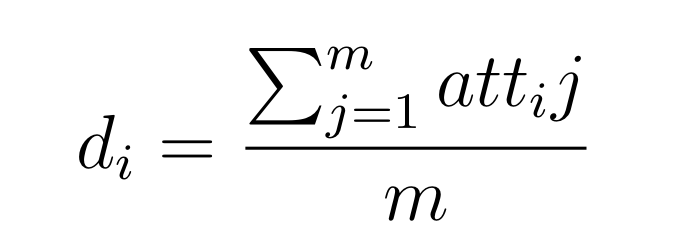 d_i = \frac{\sum_{j=1}^{m} att_i j}{m}